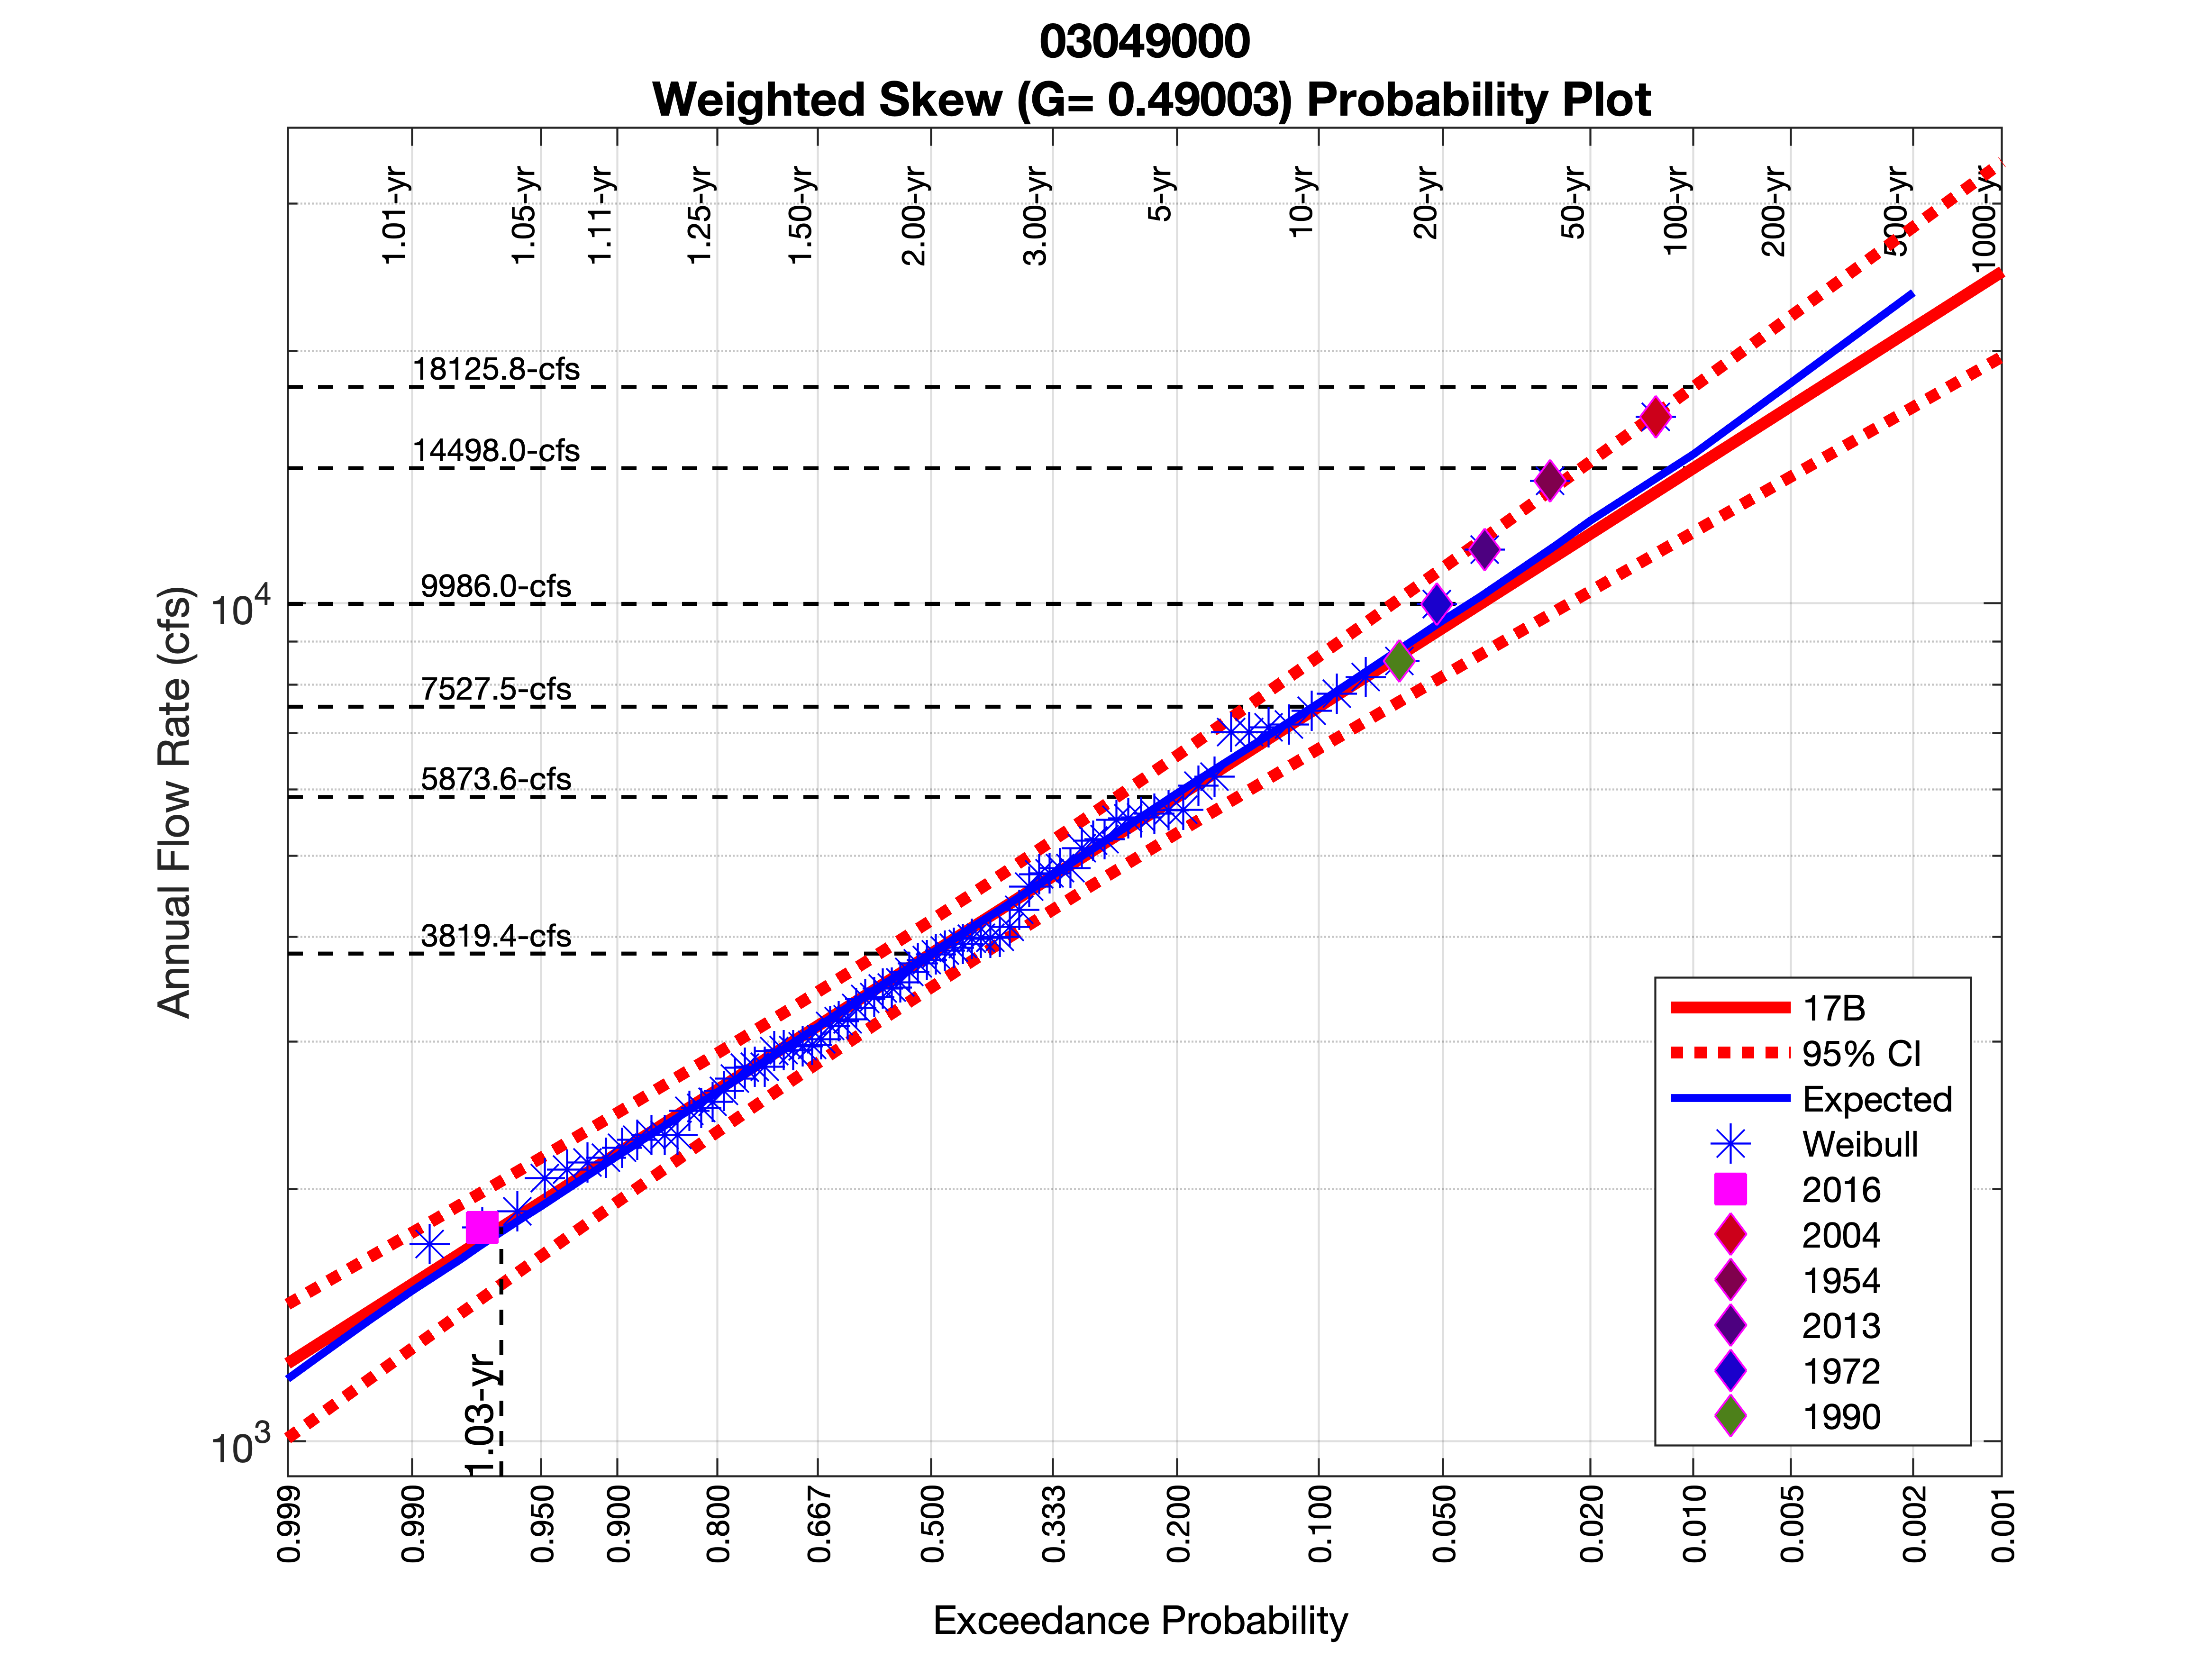 03049000
Weighted Skew (G= 0.49003) Probability Plot
1.01-yr
1.05-yr
1.11-yr
1.25-yr
1.50-yr
2.00-yr
3.00-yr
5-yr
10-yr
20-yr
50-yr
100-yr
200-yr
500-yr
1000-yr
18125.8-cfs
14498.0-cfs
9986.0-cfs
7527.5-cfs
5873.6-cfs
3819.4-cfs
1.03-yr
Annual Flow Rate (cfs)
10^4
10^3
17B
95% CI
Expected
Weibull
2016
2004
1954
2013
1972
1990
0.999
0.990
0.950
0.900
0.800
0.667
0.500
0.333
0.200
0.100
0.050
0.020
0.010
0.005
0.002
0.001
Exceedance Probability